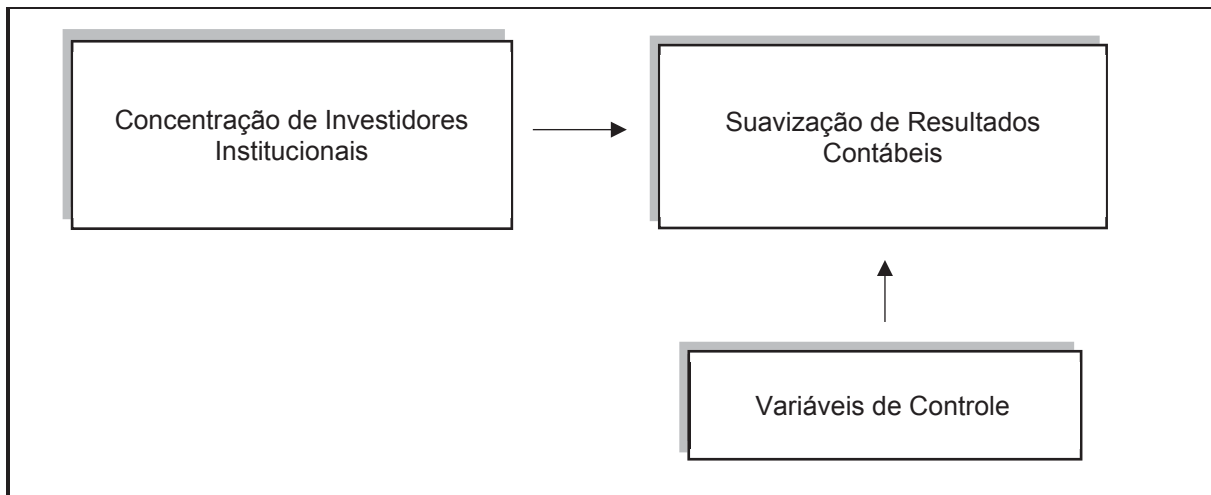 Concentração de Investidores
Institucionais
Suavização de Resultados
Contábeis
Variáveis de Controle